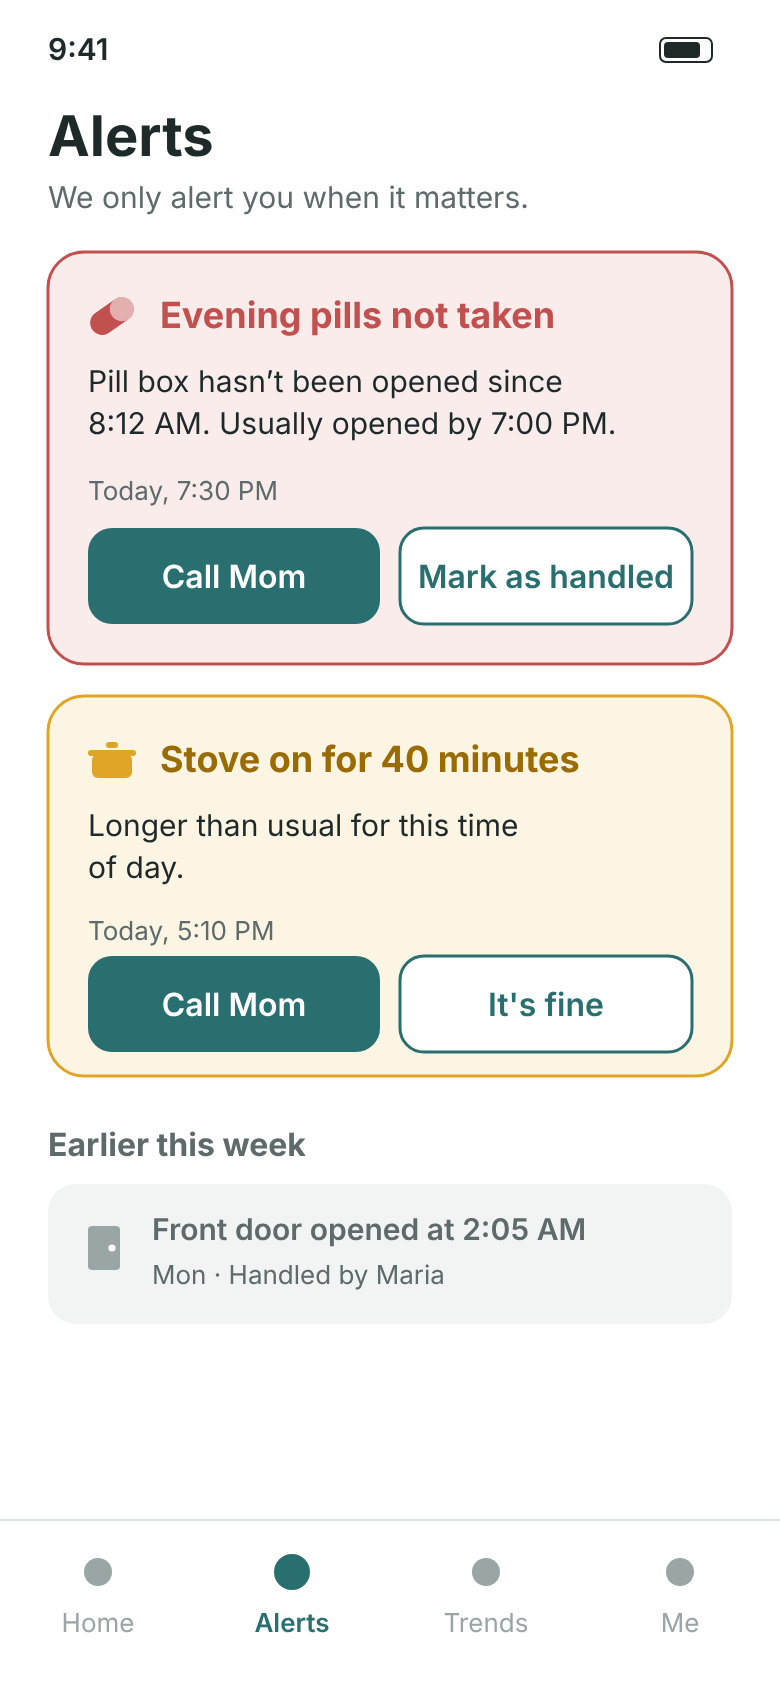 9:41
Alerts
We only alert you when it matters.
Evening pills not taken
Pill box hasn’t been opened since
8:12 AM. Usually opened by 7:00 PM.
Today, 7:30 PM
Call Mom
Mark as handled
Stove on for 40 minutes
Longer than usual for this time
of day.
Today, 5:10 PM
Call Mom
It's fine
Earlier this week
Front door opened at 2:05 AM
Mon · Handled by Maria
Home
Alerts
Trends
Me